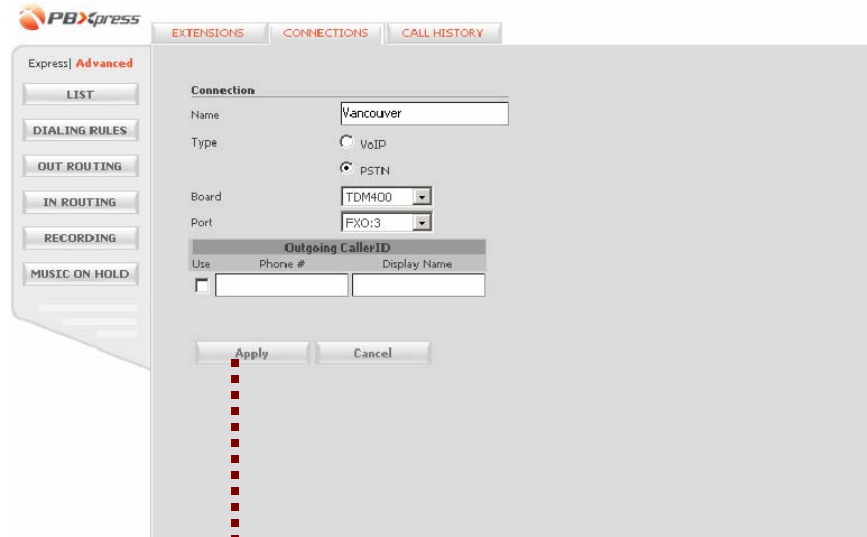 PBXpress
EXTENSIONS CONNECTIONS CALL HISTORY
Express| Advanced
LIST
DIALING RULES
OUT ROUTING
IN ROUTING
RECORDING
MUSIC ON HOLD
Connection
Name Vancouver
Type VoIP
PSTN
Board TDM400
Port FXO:3
Outgoing CallerID
Use Phone # Display Name
Apply Cancel